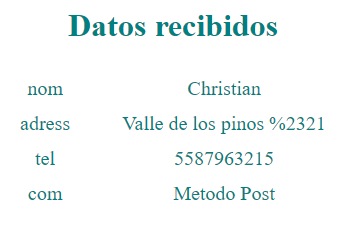 Datos recibidos
nom Christian
adress Valle de los pinos %2321
tel 5587963215
com Metodo Post